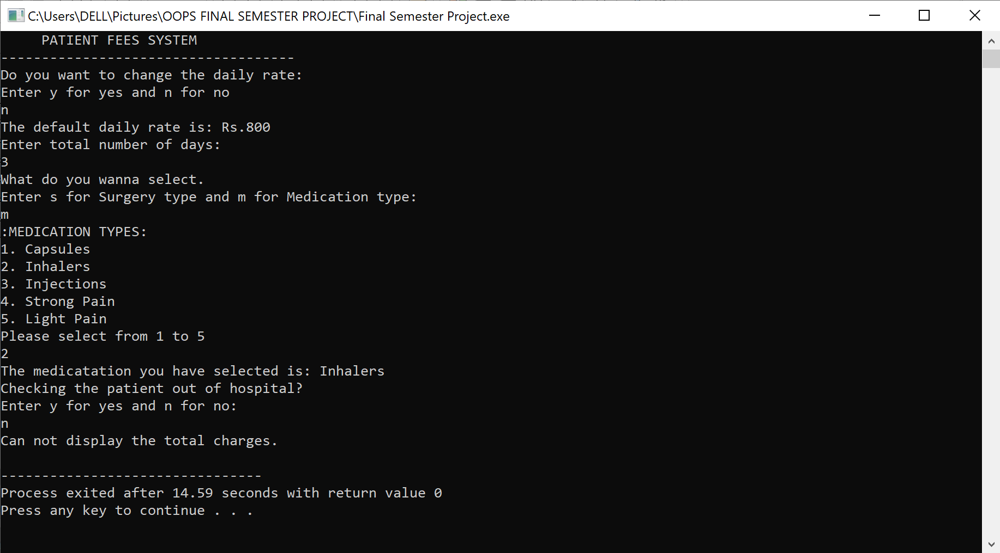 C:\Users\DELL\Pictures\OOPS FINAL SEMESTER PROJECT\Final Semester Project.exe
PATIENT FEES SYSTEM
------------------------------------
Do you want to change the daily rate:
Enter y for yes and n for no
n
The default daily rate is: Rs.800
Enter total number of days:
3
What do you wanna select.
Enter s for Surgery type and m for Medication type:
m
:MEDICATION TYPES:
1. Capsules
2. Inhalers
3. Injections
4. Strong Pain
5. Light Pain
Please select from 1 to 5
2
The medicatation you have selected is: Inhalers
Checking the patient out of hospital?
Enter y for yes and n for no:
n
Can not display the total charges.
--------------------------------
Process exited after 14.59 seconds with return value 0
Press any key to continue . . .